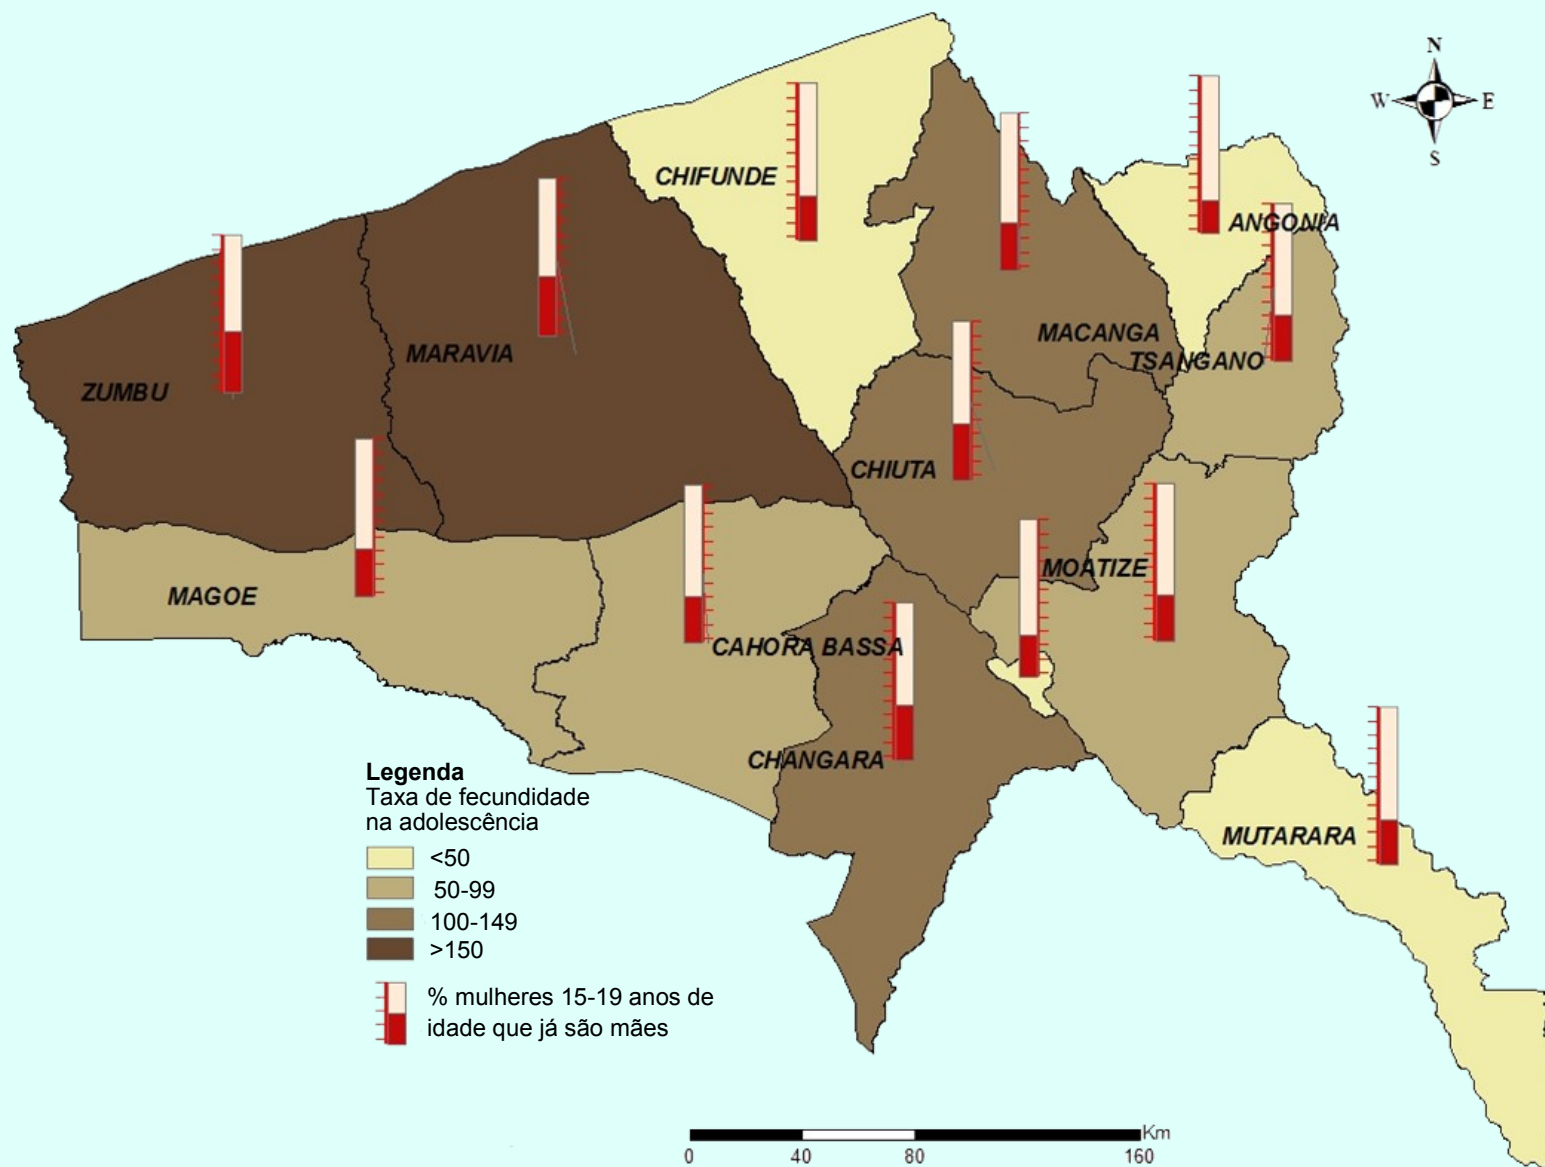 N
W E
S
CHIFUNDE
ANGONIA
MACANGA
MARAVIA
TSANGANO
ZUMBU
CHIUTA
MOATIZE
MAGOE
CAHORA BASSA
CHANGARA
MUTARARA
Legenda
Taxa de fecundidade
na adolescência
<50
50-99
100-149
>150
% mulheres 15-19 anos de
idade que já são mães
Km
0 40 80 160